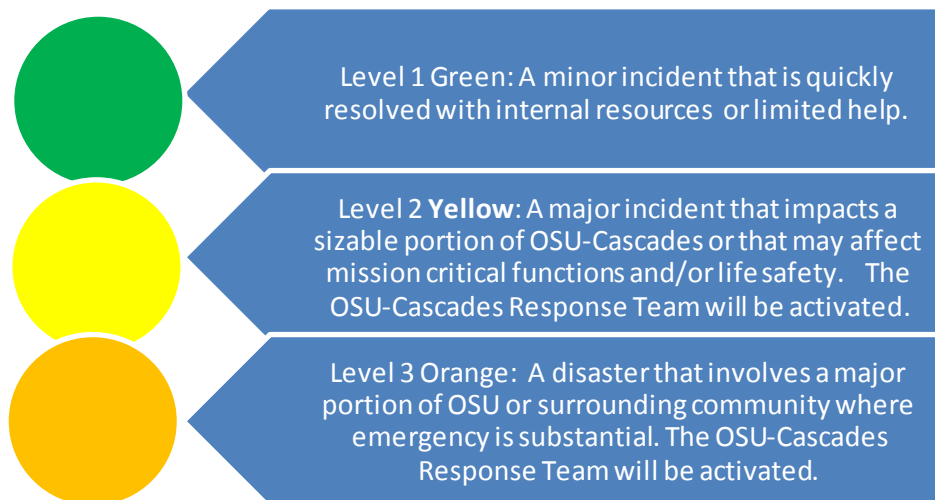 Level 1 Green: A minor incident that is quickly
resolved with internal resources or limited help.
Level 2 Yellow: A major incident that impacts a
sizable portion of OSU-Cascades or that may affect
mission critical functions and/or life safety. The
OSU-Cascades Response Team will be activated.
Level 3 Orange: A disaster that involves a major
portion of OSU or surrounding community where
emergency is substantial. The OSU-Cascades
Response Team will be activated.